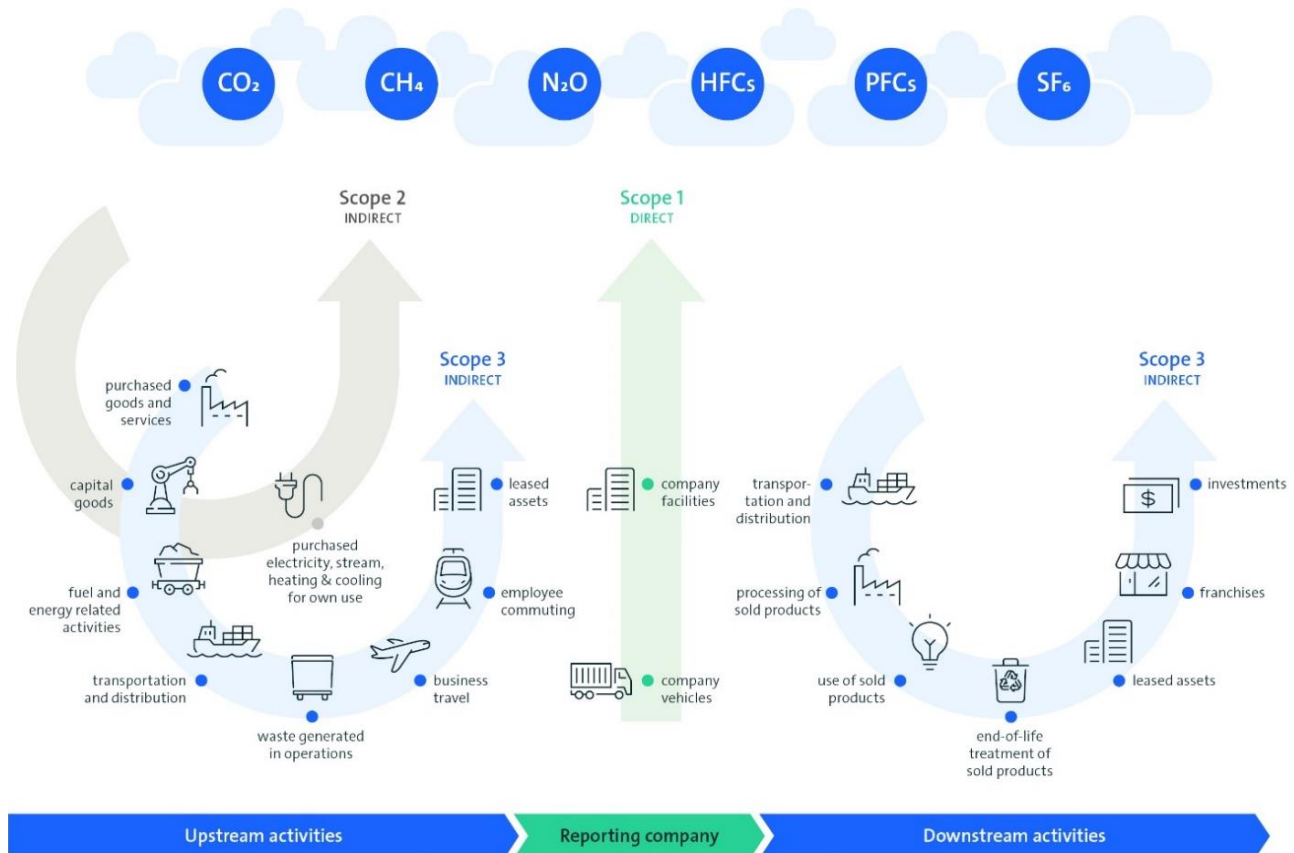 CO₂
CH₄
N₂O
HFCs
PFCs
SF₆
Scope 2
INDIRECT
Scope 1
DIRECT
Scope 3
INDIRECT
Scope 3
INDIRECT
purchased
goods and
services
capital
goods
fuel and
energy related
activities
transportation
and distribution
waste generated
in operations
business
travel
employee
commuting
leased
assets
purchased
electricity, stream,
heating & cooling
for own use
company
facilities
company
vehicles
transpor-
tation and
distribution
processing of
sold products
use of sold
products
end-of-life
treatment of
sold products
leased assets
franchises
investments
$
Upstream activities
Reporting company
Downstream activities